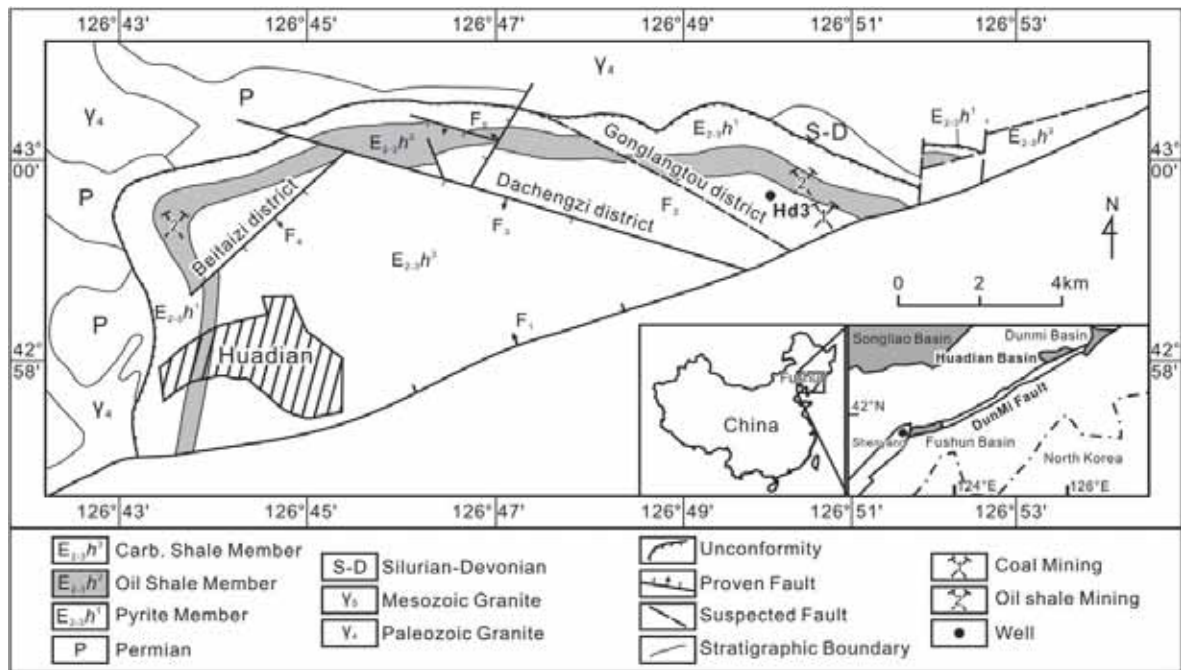 126°43' 126°45' 126°47' 126°49' 126°51' 126°53'
γ₄
P
S-D
E₂₋₃h¹
E₂₋₃h³
43°
00'
43°
00'
γ₄
P
E₂₋₃h²
Gonglangtou district
Dachengzi district
F₂
Hd3
Beitaizi district
F₄
F₃
E₂₋₃h³
N
0 2 4km
P
E₂₋₃h¹
F₁
Huadian
42°
58'
42°
58'
γ₄
China
Songliao Basin
Dunmi Basin
Huadian Basin
DunMi Fault
42°N
Fushun Basin
North Korea
124°E 126°E
126°43' 126°45' 126°47' 126°49' 126°51' 126°53'
E₂₋₃h³ Carb. Shale Member
E₂₋₃h² Oil Shale Member
E₂₋₃h¹ Pyrite Member
P Permian
S-D Silurian-Devonian
γ₅ Mesozoic Granite
γ₄ Paleozoic Granite
Unconformity
Proven Fault
Suspected Fault
Stratigraphic Boundary
Coal Mining
Oil shale Mining
Well